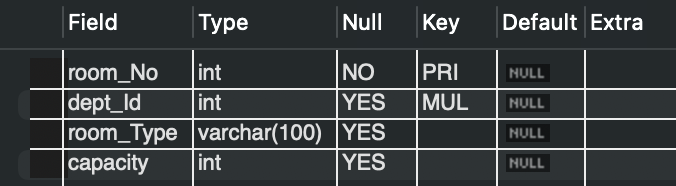 Field Type Null Key Default Extra
room_No int NO PRI NULL
dept_Id int YES MUL NULL
room_Type varchar(100) YES NULL
capacity int YES NULL